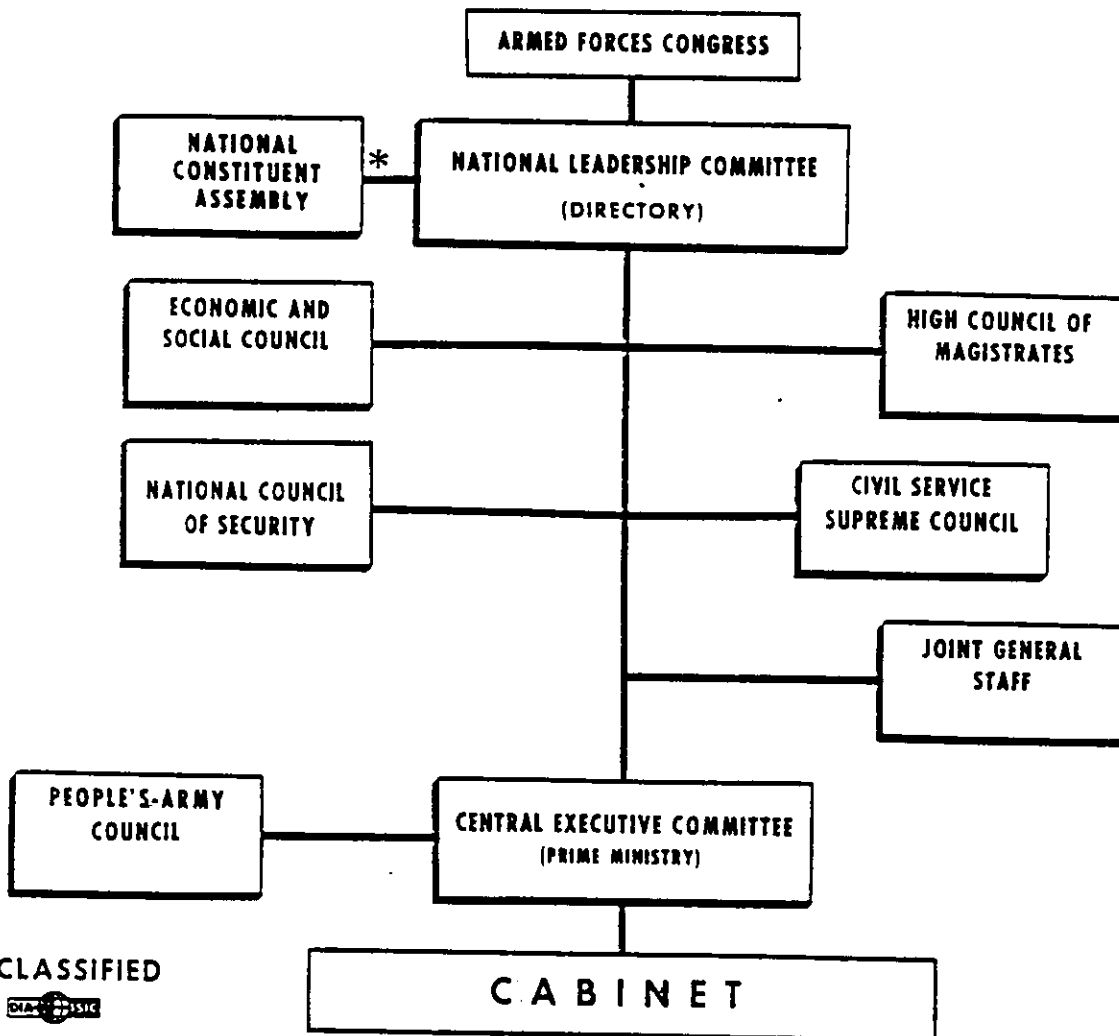 ARMED FORCES CONGRESS
NATIONAL
CONSTITUENT
ASSEMBLY
*
NATIONAL LEADERSHIP COMMITTEE
(DIRECTORY)
ECONOMIC AND
SOCIAL COUNCIL
HIGH COUNCIL OF
MAGISTRATES
NATIONAL COUNCIL
OF SECURITY
CIVIL SERVICE
SUPREME COUNCIL
JOINT GENERAL
STAFF
PEOPLE'S-ARMY
COUNCIL
CENTRAL EXECUTIVE COMMITTEE
(PRIME MINISTRY)
CLASSIFIED
DIA SSIC
CABINET